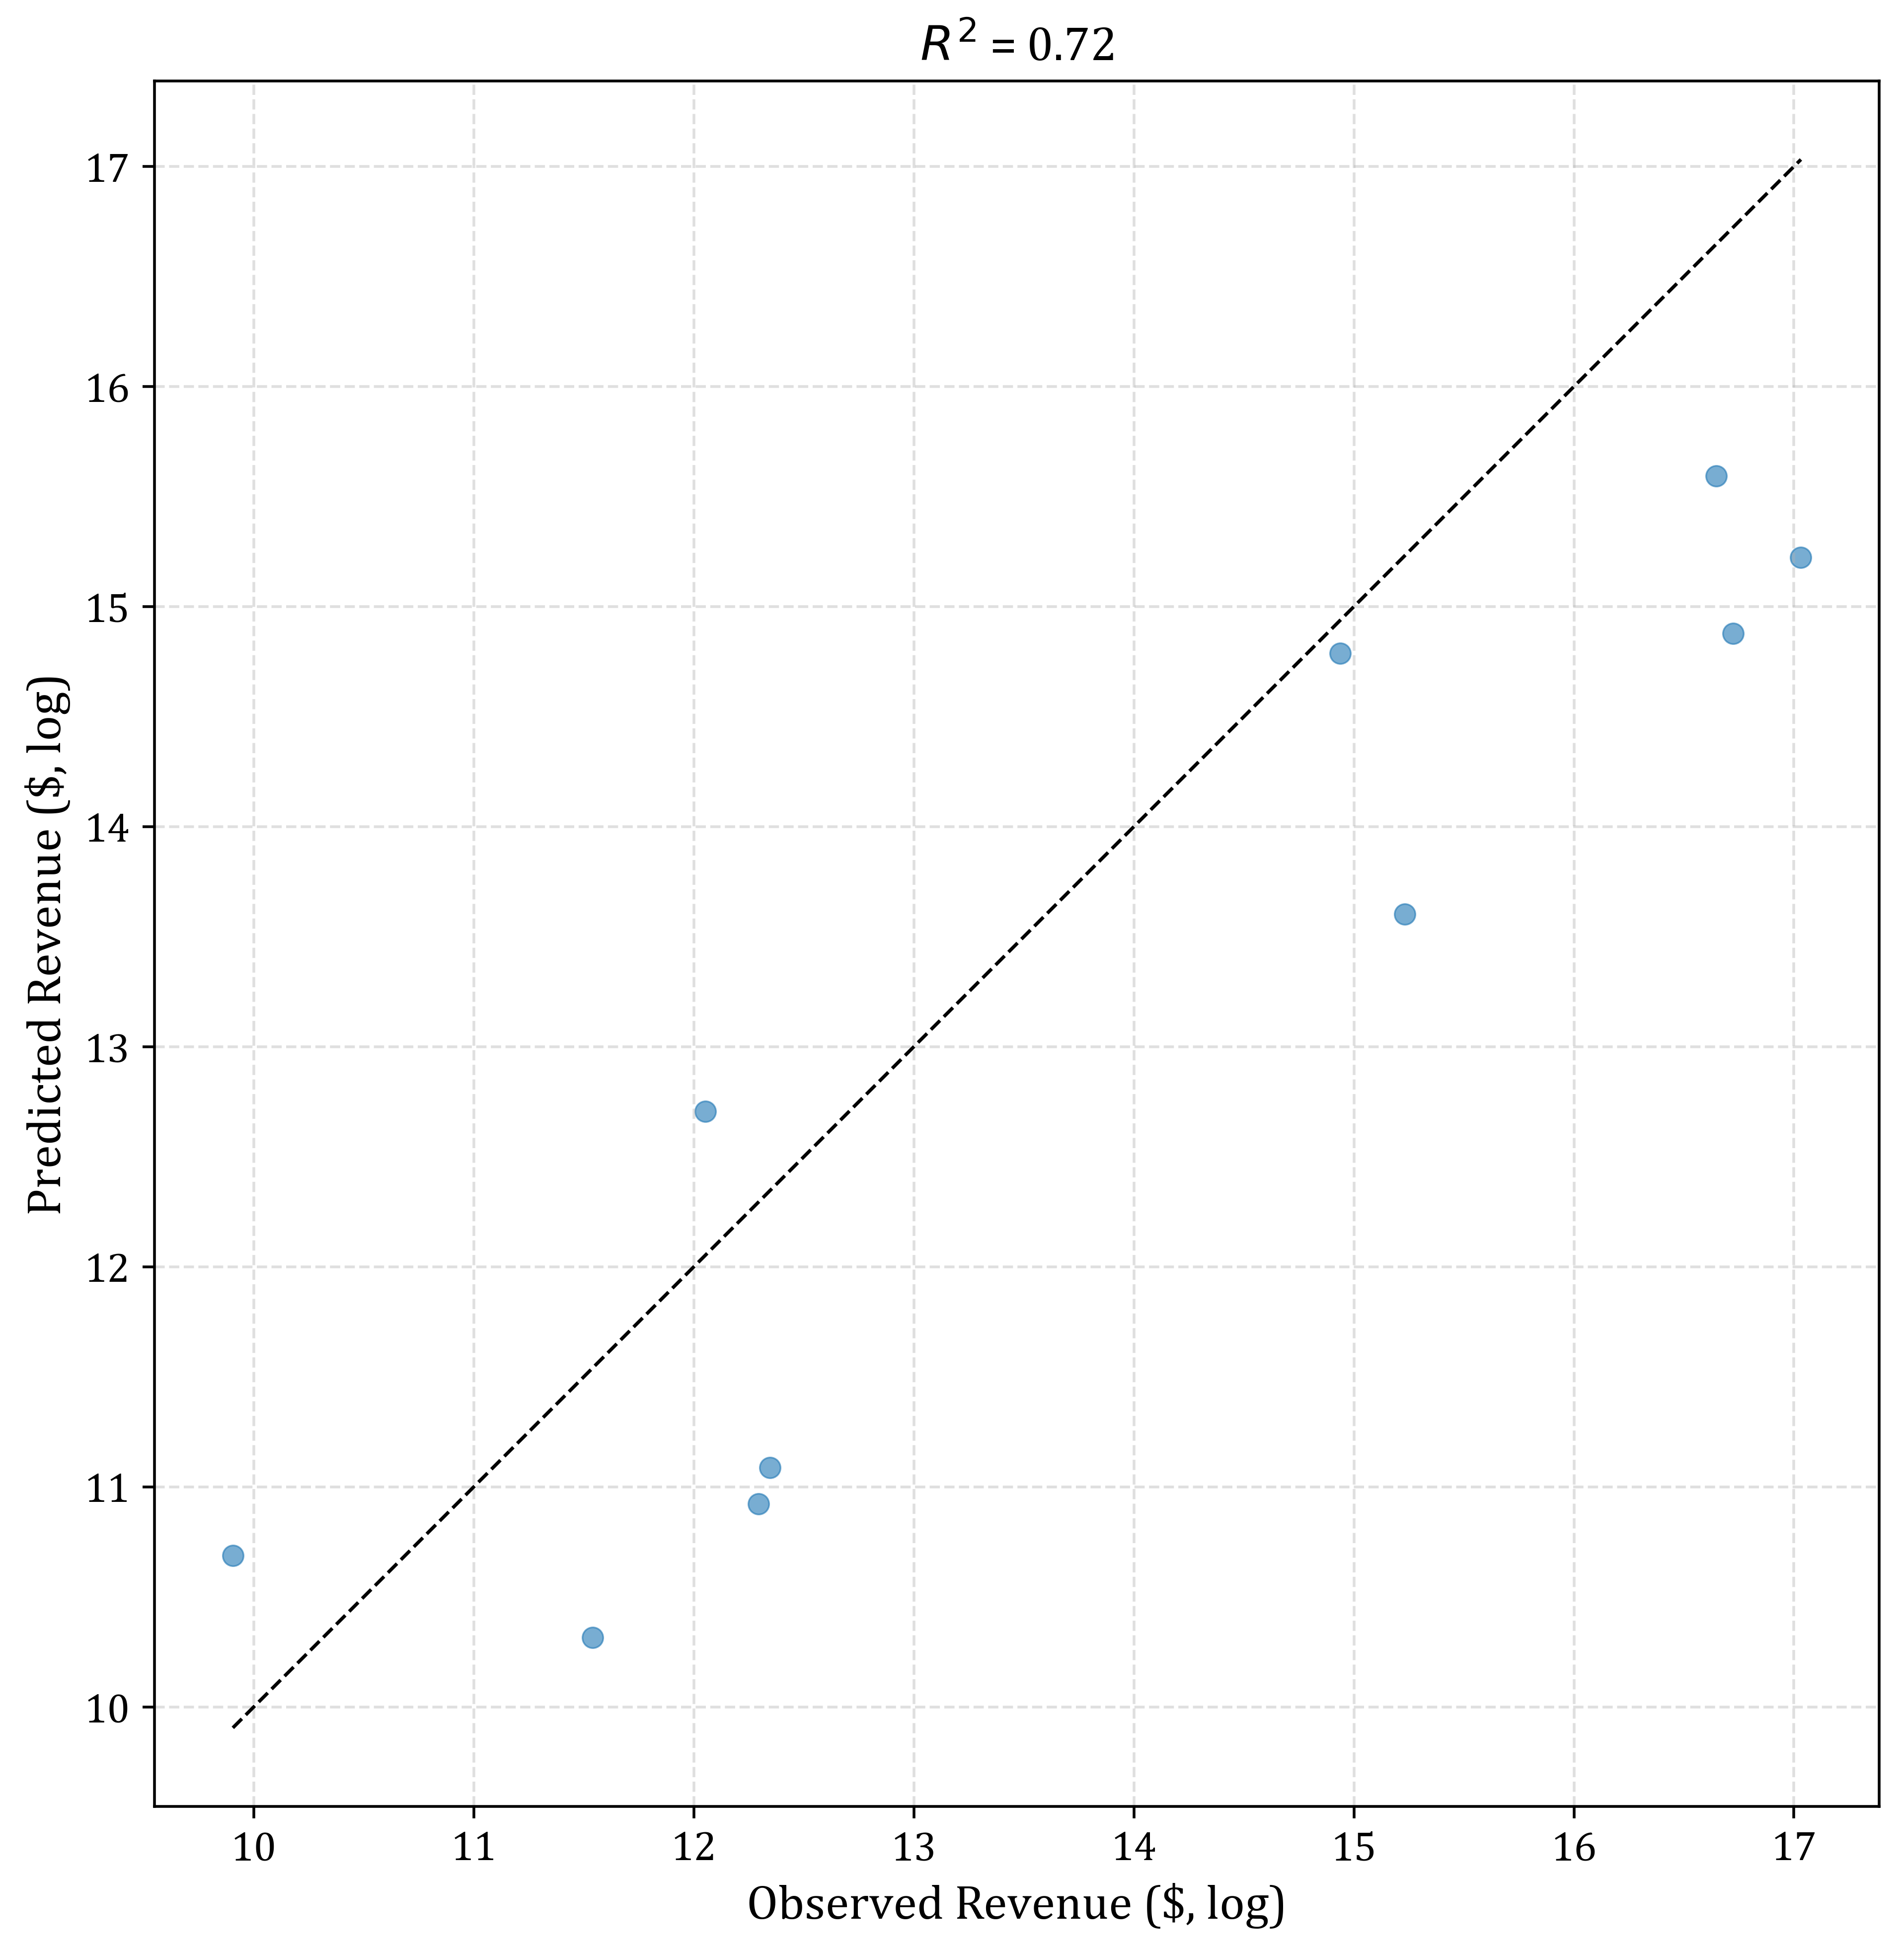 R² = 0.72
17
16
15
14
13
12
11
10
Predicted Revenue ($, log)
10 11 12 13 14 15 16 17
Observed Revenue ($, log)